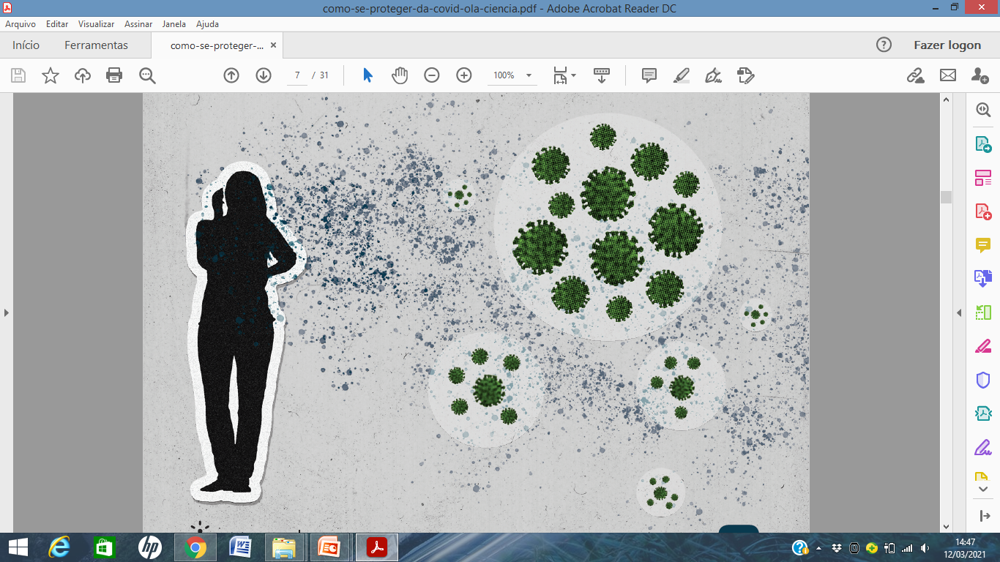 como-se-proteger-da-covid-ola-ciencia.pdf - Adobe Acrobat Reader DC
Arquivo Editar Visualizar Assinar Janela Ajuda
Início Ferramentas como-se-proteger-... Fazer logon
7 / 31 100%
14:47
12/03/2021